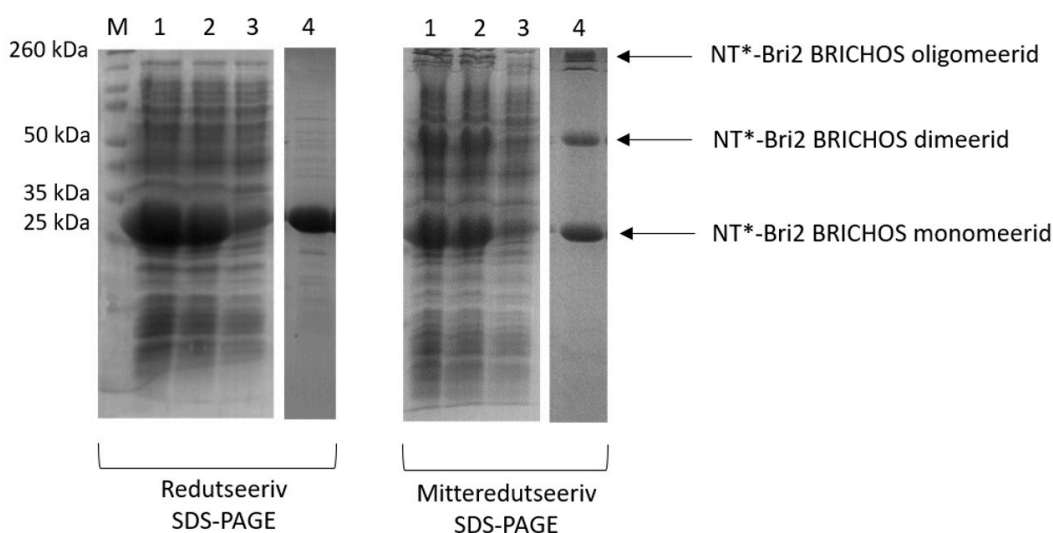 M 1 2 3 4
260 kDa
50 kDa
35 kDa
25 kDa
1 2 3 4
NT*-Bri2 BRICHOS oligomeerid
NT*-Bri2 BRICHOS dimeerid
NT*-Bri2 BRICHOS monomeerid
Redutseeriv
SDS-PAGE
Mitteredutseeriv
SDS-PAGE